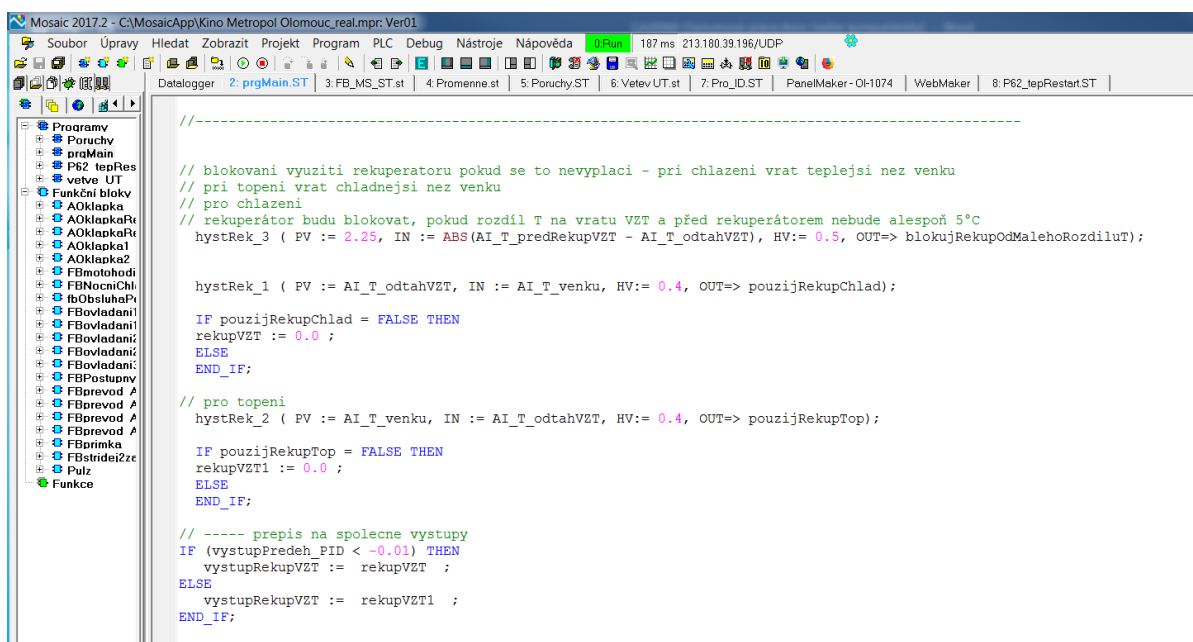 Mosaic 2017.2 - C:\MosaicApp\Kino Metropol Olomouc_real.mpr: Ver01
Soubor Úpravy Hledat Zobrazit Projekt Program PLC Debug Nástroje Nápověda 0:Run 187 ms 213.180.39.196/UDP
Datalogger 2: prgMain.ST 3: FB_MS_ST.st 4: Promenne.st 5: Poruchy.ST 6: Vetev UT.st 7: Pro_ID.ST PanelMaker - OI-1074 WebMaker 8: P62_tepRestart.ST
Programy
Poruchy
prgMain
P62_tepRes
vetve_UT
Funkční bloky
AOklapka
AOklapkaRe
AOklapkaRe
AOklapka1
AOklapka2
FBmotohodi
FBNocniChl
fbObsluhaP
FBovladani1
FBovladani1
FBovladani2
FBovladani2
FBovladani3
FBPostupny
FBprevod_A
FBprevod_A
FBprevod_A
FBprevod_A
FBprimka
FBstridej2ze
Pulz
Funkce
//----------------------------------------------------------------------------------------------------
// blokovani vyuziti rekuperatoru pokud se to nevyplaci - pri chlazeni vrat teplejsi nez venku
// pri topeni vrat chladnejsi nez venku
// pro chlazeni
// rekuperátor budu blokovat, pokud rozdíl T na vratu VZT a před rekuperátorem nebude alespoň 5°C
hystRek_3 ( PV := 2.25, IN := ABS(AI_T_predRekupVZT - AI_T_odtahVZT), HV:= 0.5, OUT=> blokujRekupOdMalehoRozdiluT);
hystRek_1 ( PV := AI_T_odtahVZT, IN := AI_T_venku, HV:= 0.4, OUT=> pouzijRekupChlad);
IF pouzijRekupChlad = FALSE THEN
rekupVZT := 0.0 ;
ELSE
END_IF;
// pro topeni
hystRek_2 ( PV := AI_T_venku, IN := AI_T_odtahVZT, HV:= 0.4, OUT=> pouzijRekupTop);
IF pouzijRekupTop = FALSE THEN
rekupVZT1 := 0.0 ;
ELSE
END_IF;
// ----- prepis na spolecne vystupy
IF (vystupPredeh_PID < -0.01) THEN
vystupRekupVZT := rekupVZT ;
ELSE
vystupRekupVZT := rekupVZT1 ;
END_IF;